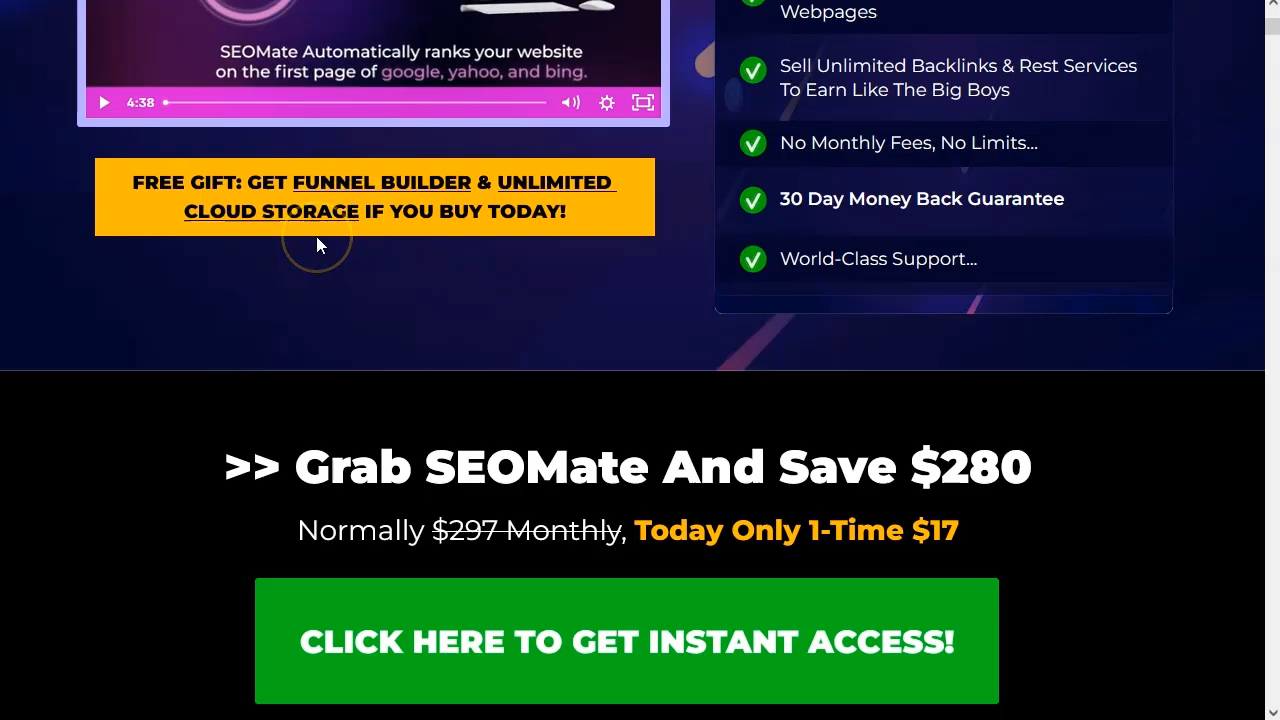 SEOMate Automatically ranks your website
on the first page of google, yahoo, and bing.
4:38
FREE GIFT: GET FUNNEL BUILDER & UNLIMITED
CLOUD STORAGE IF YOU BUY TODAY!
Webpages
Sell Unlimited Backlinks & Rest Services
To Earn Like The Big Boys
No Monthly Fees, No Limits...
30 Day Money Back Guarantee
World-Class Support...
>> Grab SEOMate And Save $280
Normally $297 Monthly, Today Only 1-Time $17
CLICK HERE TO GET INSTANT ACCESS!